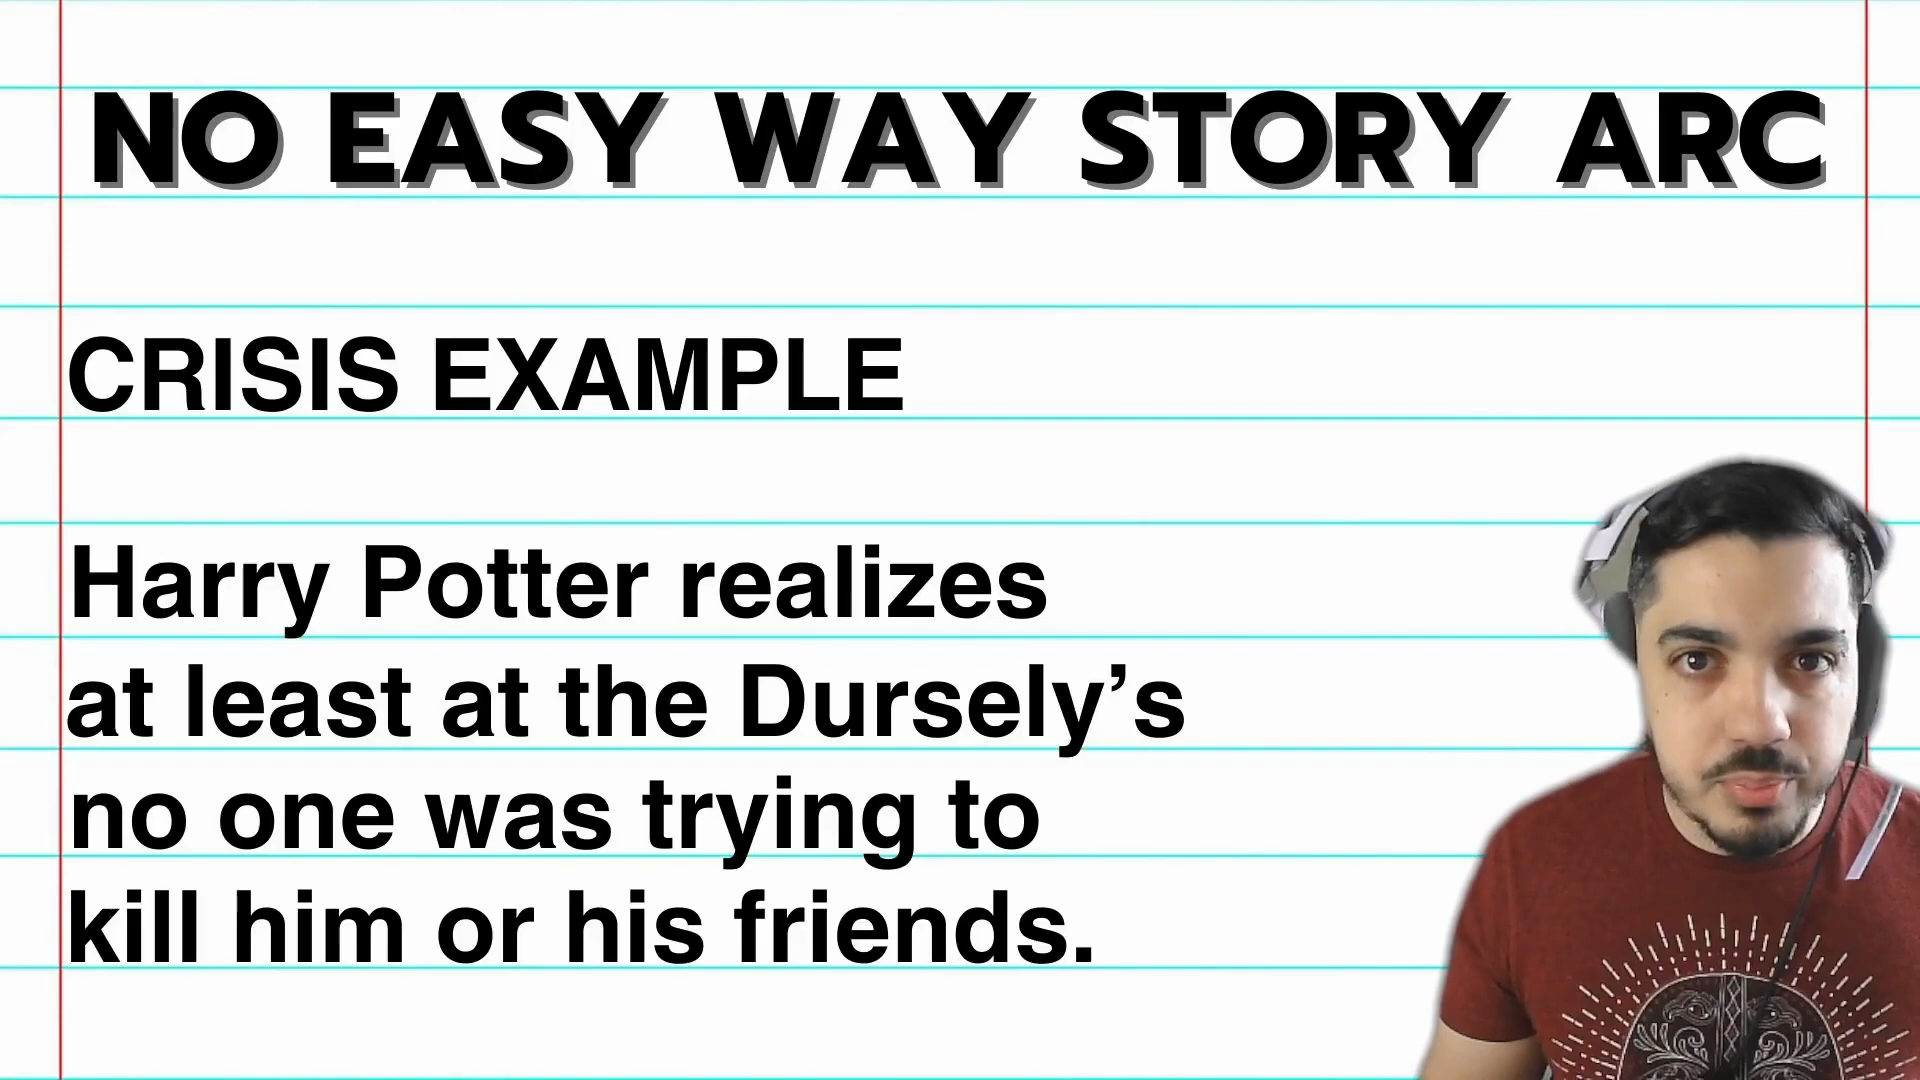 NO EASY WAY STORY ARC
CRISIS EXAMPLE
Harry Potter realizes
at least at the Dursely’s
no one was trying to
kill him or his friends.